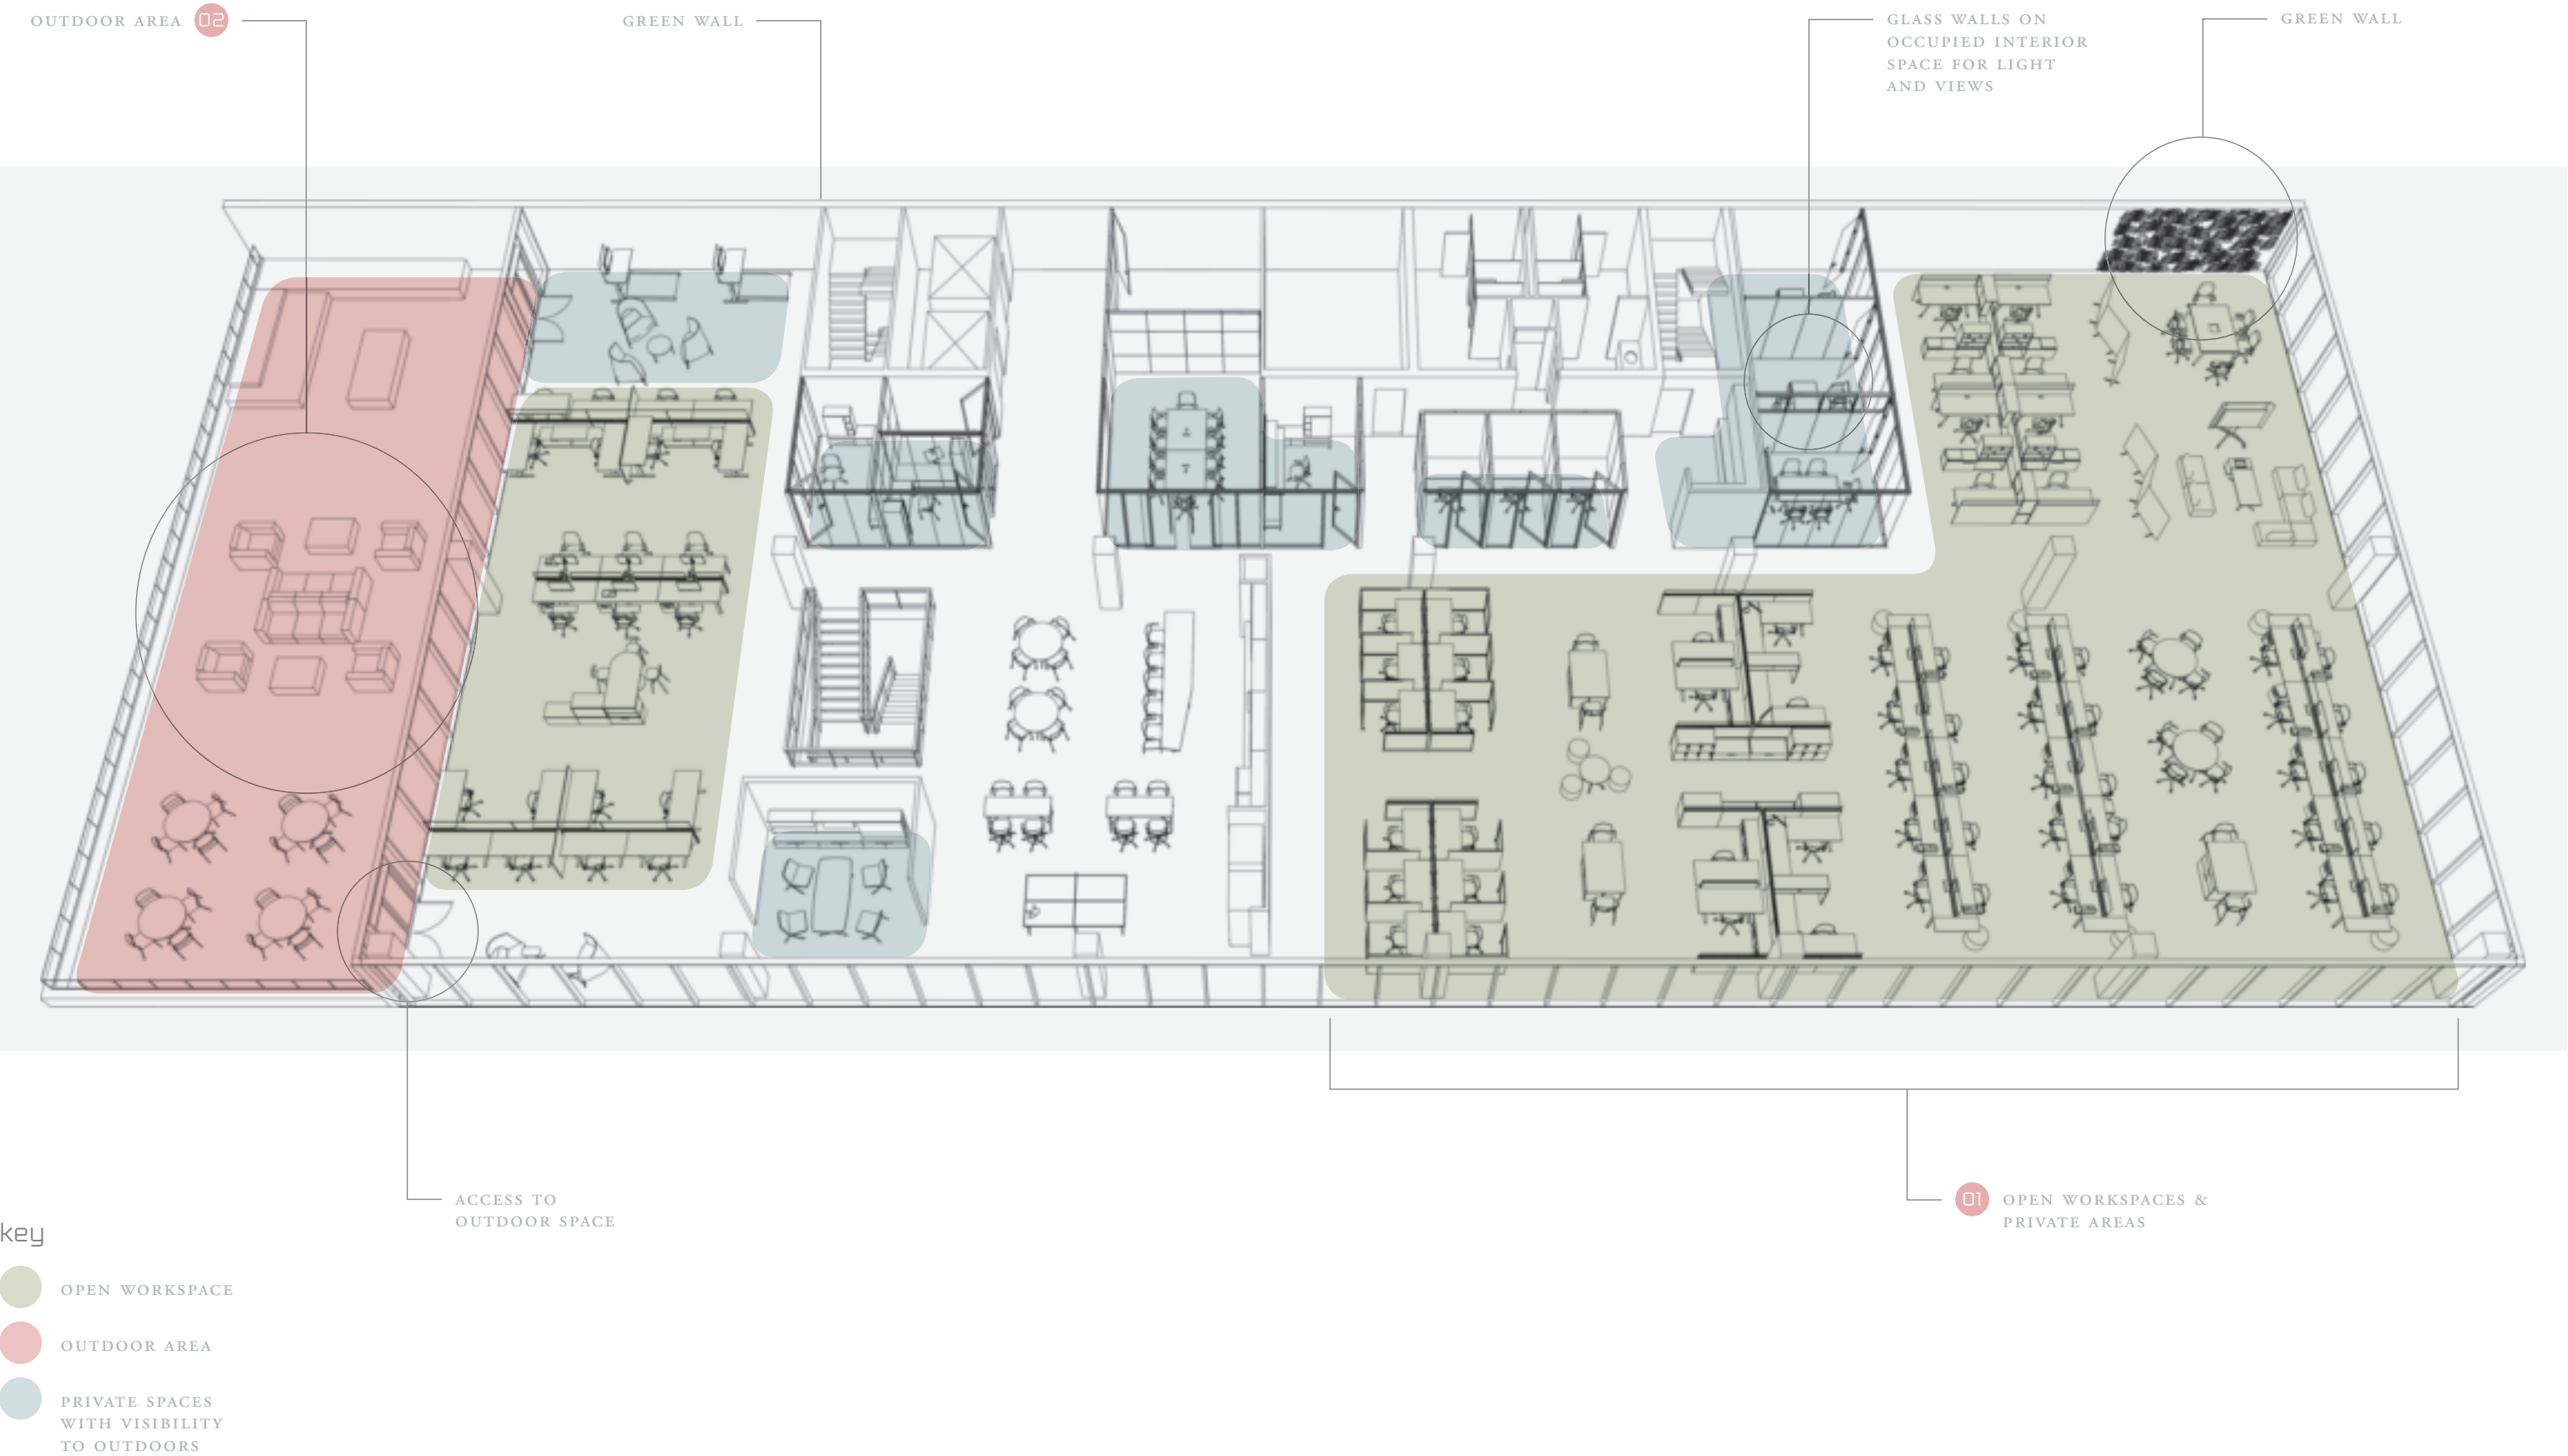 OUTDOOR AREA 02
GREEN WALL
GLASS WALLS ON
OCCUPIED INTERIOR
SPACE FOR LIGHT
AND VIEWS
GREEN WALL
ACCESS TO
OUTDOOR SPACE
01 OPEN WORKSPACES &
PRIVATE AREAS
key
OPEN WORKSPACE
OUTDOOR AREA
PRIVATE SPACES
WITH VISIBILITY
TO OUTDOORS